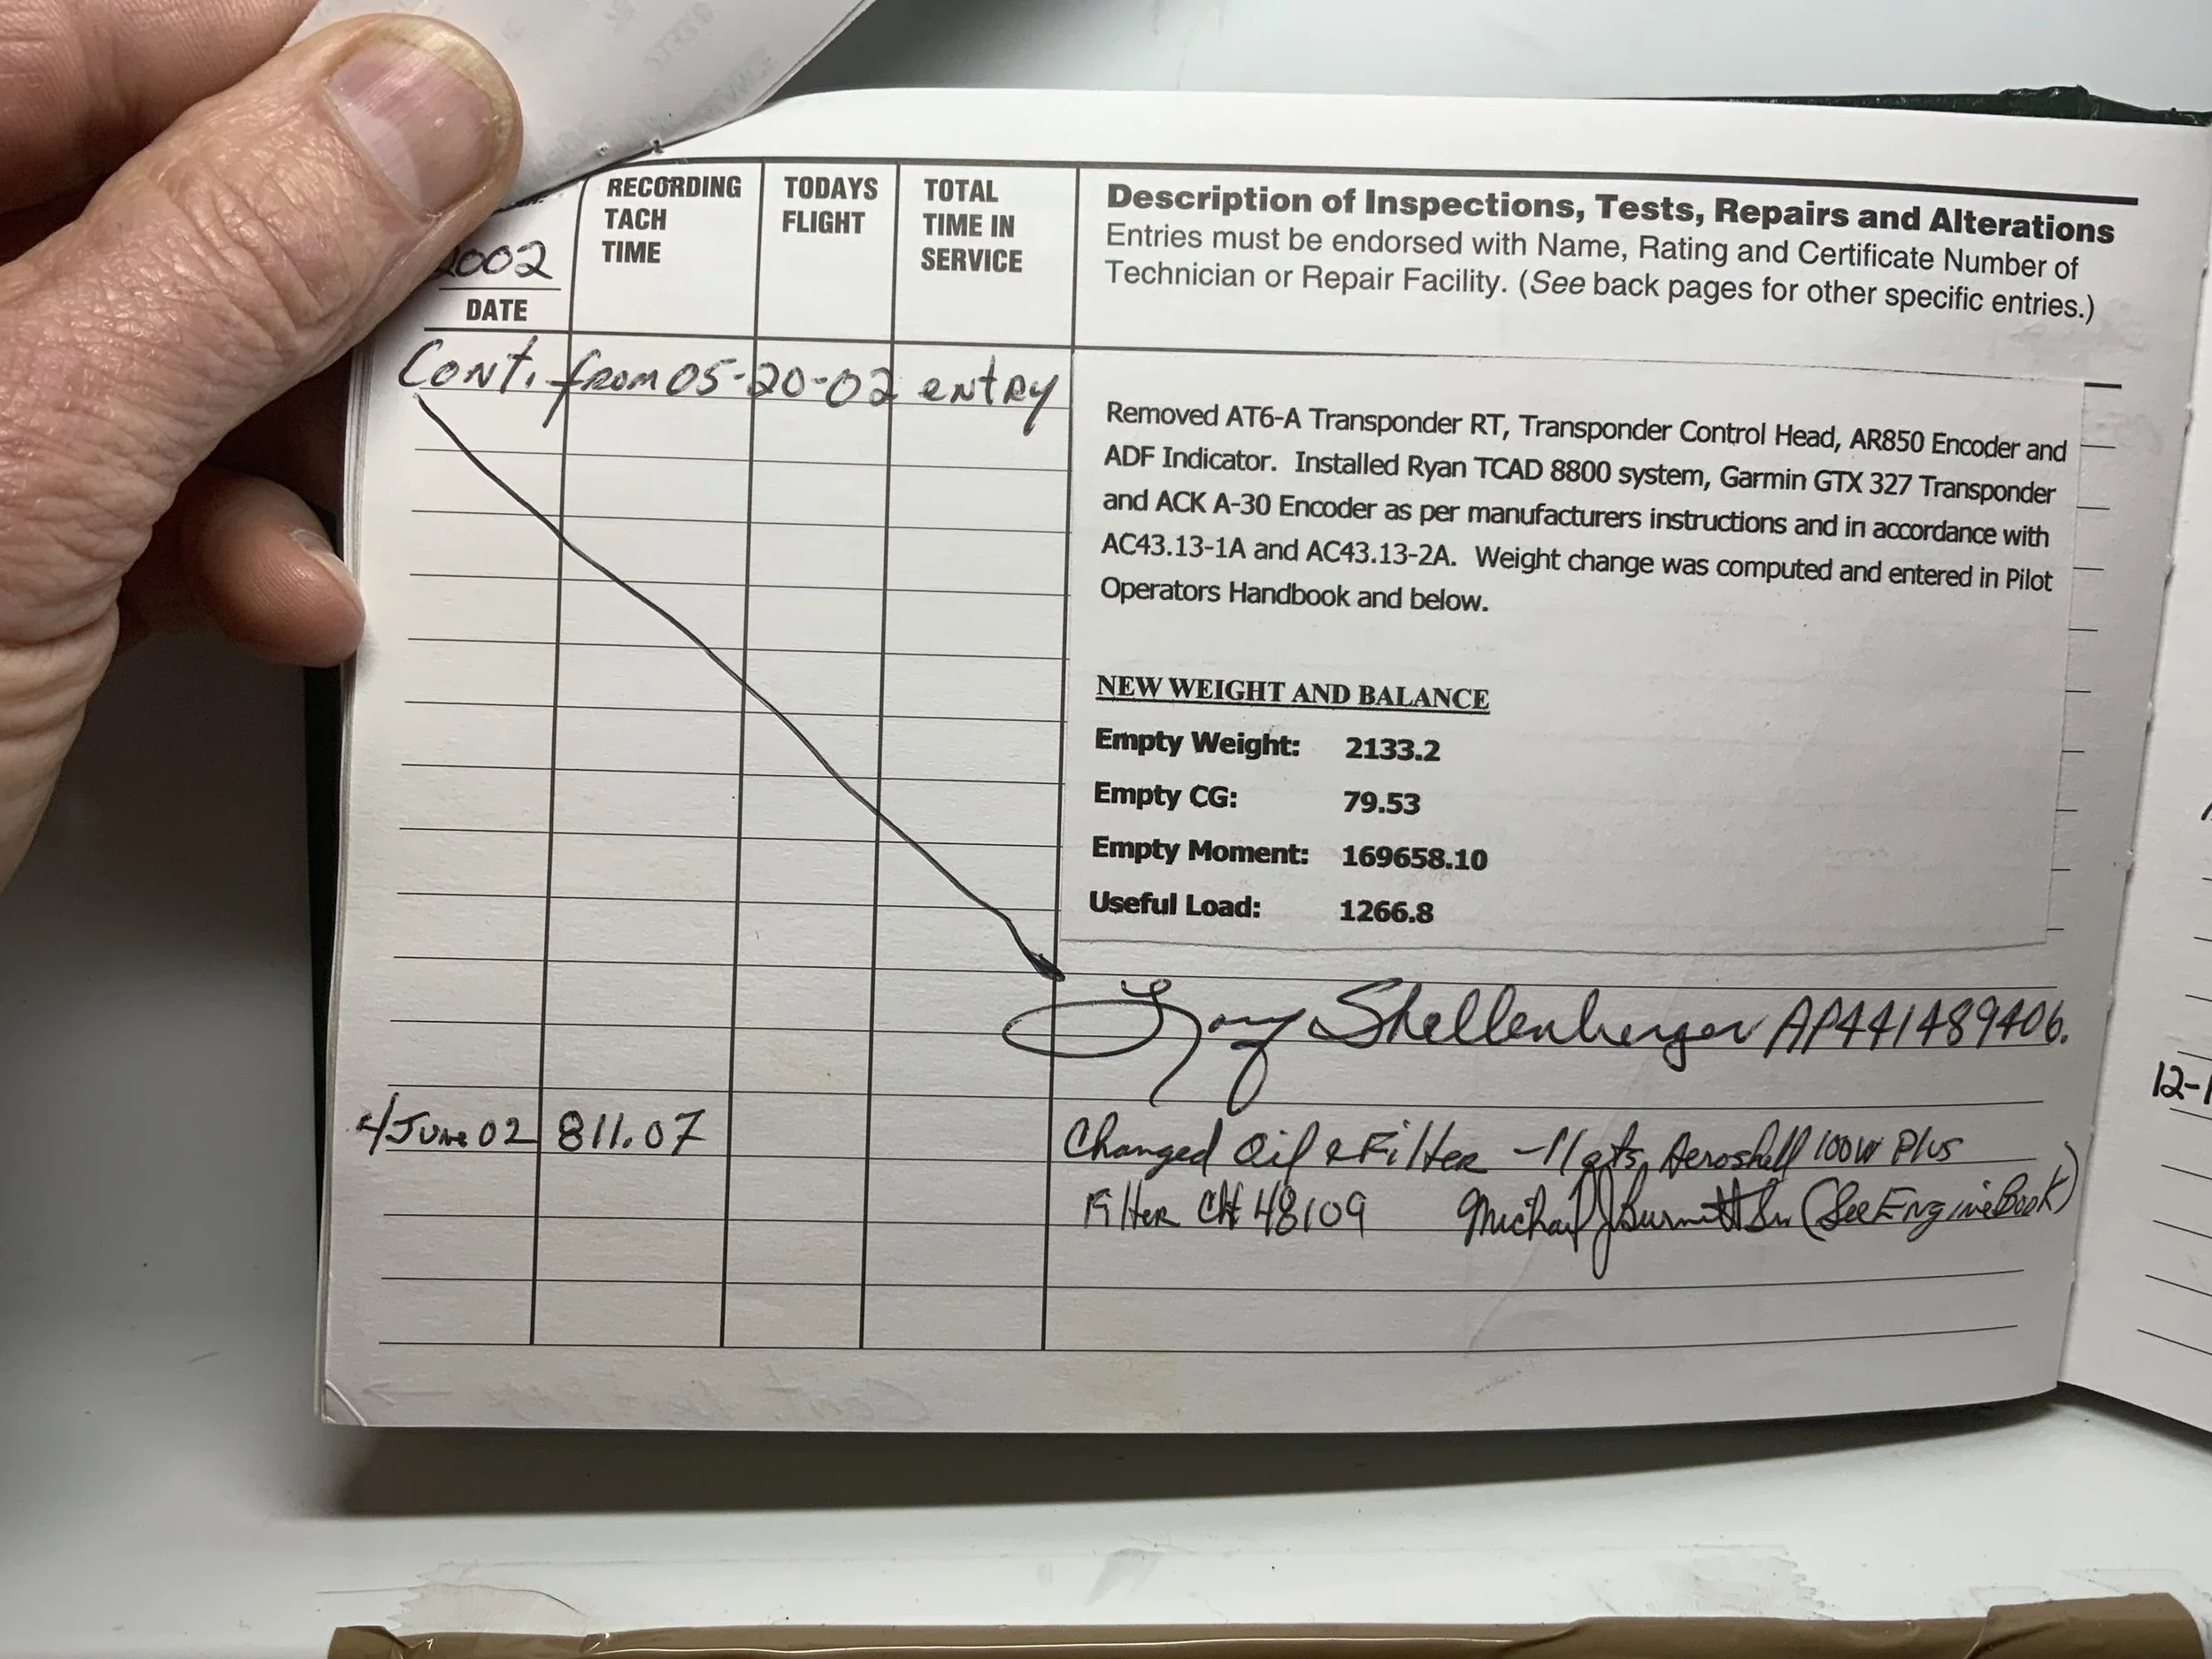 RECORDING TODAYS TOTAL
TACH FLIGHT TIME IN
TIME SERVICE
2002
DATE
Description of Inspections, Tests, Repairs and Alterations
Entries must be endorsed with Name, Rating and Certificate Number of
Technician or Repair Facility. (See back pages for other specific entries.)
Cont. from 05-20-02 entry
Removed AT6-A Transponder RT, Transponder Control Head, AR850 Encoder and
ADF Indicator. Installed Ryan TCAD 8800 system, Garmin GTX 327 Transponder
and ACK A-30 Encoder as per manufacturers instructions and in accordance with
AC43.13-1A and AC43.13-2A. Weight change was computed and entered in Pilot
Operators Handbook and below.
NEW WEIGHT AND BALANCE
Empty Weight: 2133.2
Empty CG: 79.53
Empty Moment: 169658.10
Useful Load: 1266.8
Shellenberger AP441489406.
4/June 02 811.07 Changed Oil & Filter - 11 qts, Aeroshell 100W Plus
Filter CH 48109 Michael J Burnett Sr (See Engine Book)
12-1